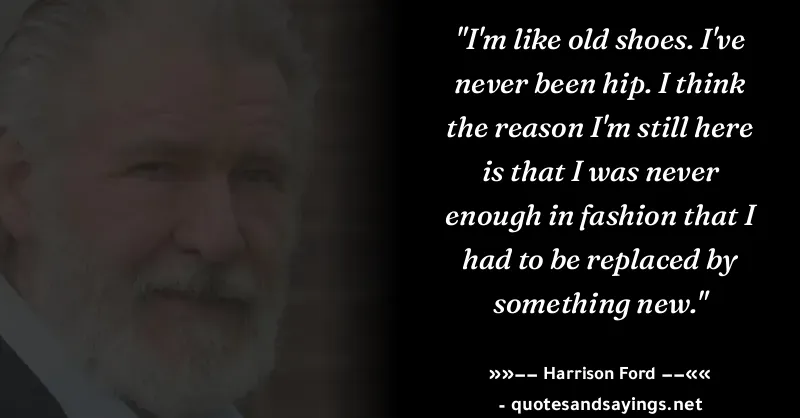 "I'm like old shoes. I've
never been hip. I think
the reason I'm still here
is that I was never
enough in fashion that I
had to be replaced by
something new."
»»−− Harrison Ford −−««
- quotesandsayings.net